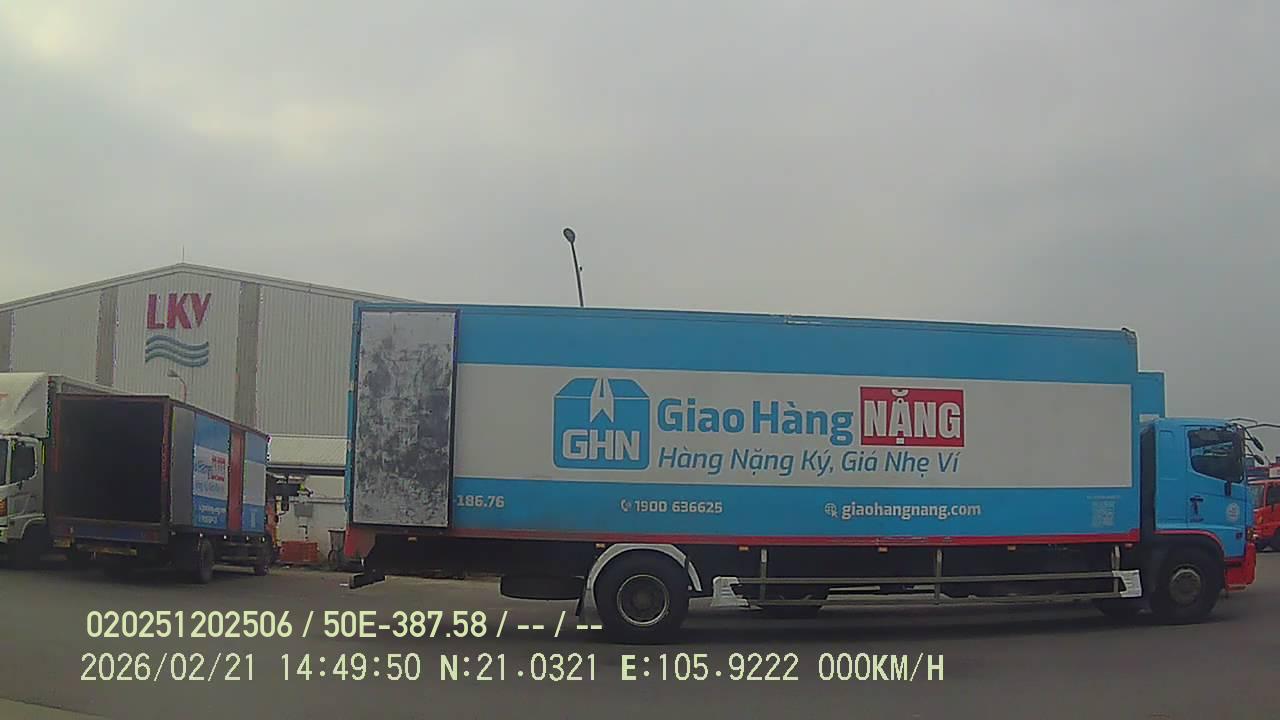 LKV
GHN
Giao Hàng NẶNG
Hàng Nặng Ký, Giá Nhẹ Ví
-186.76
1900 636625
giaohangnang.com
020251202506 / 50E-387.58 / -- / --
2026/02/21 14:49:50 N:21.0321 E:105.9222 000KM/H